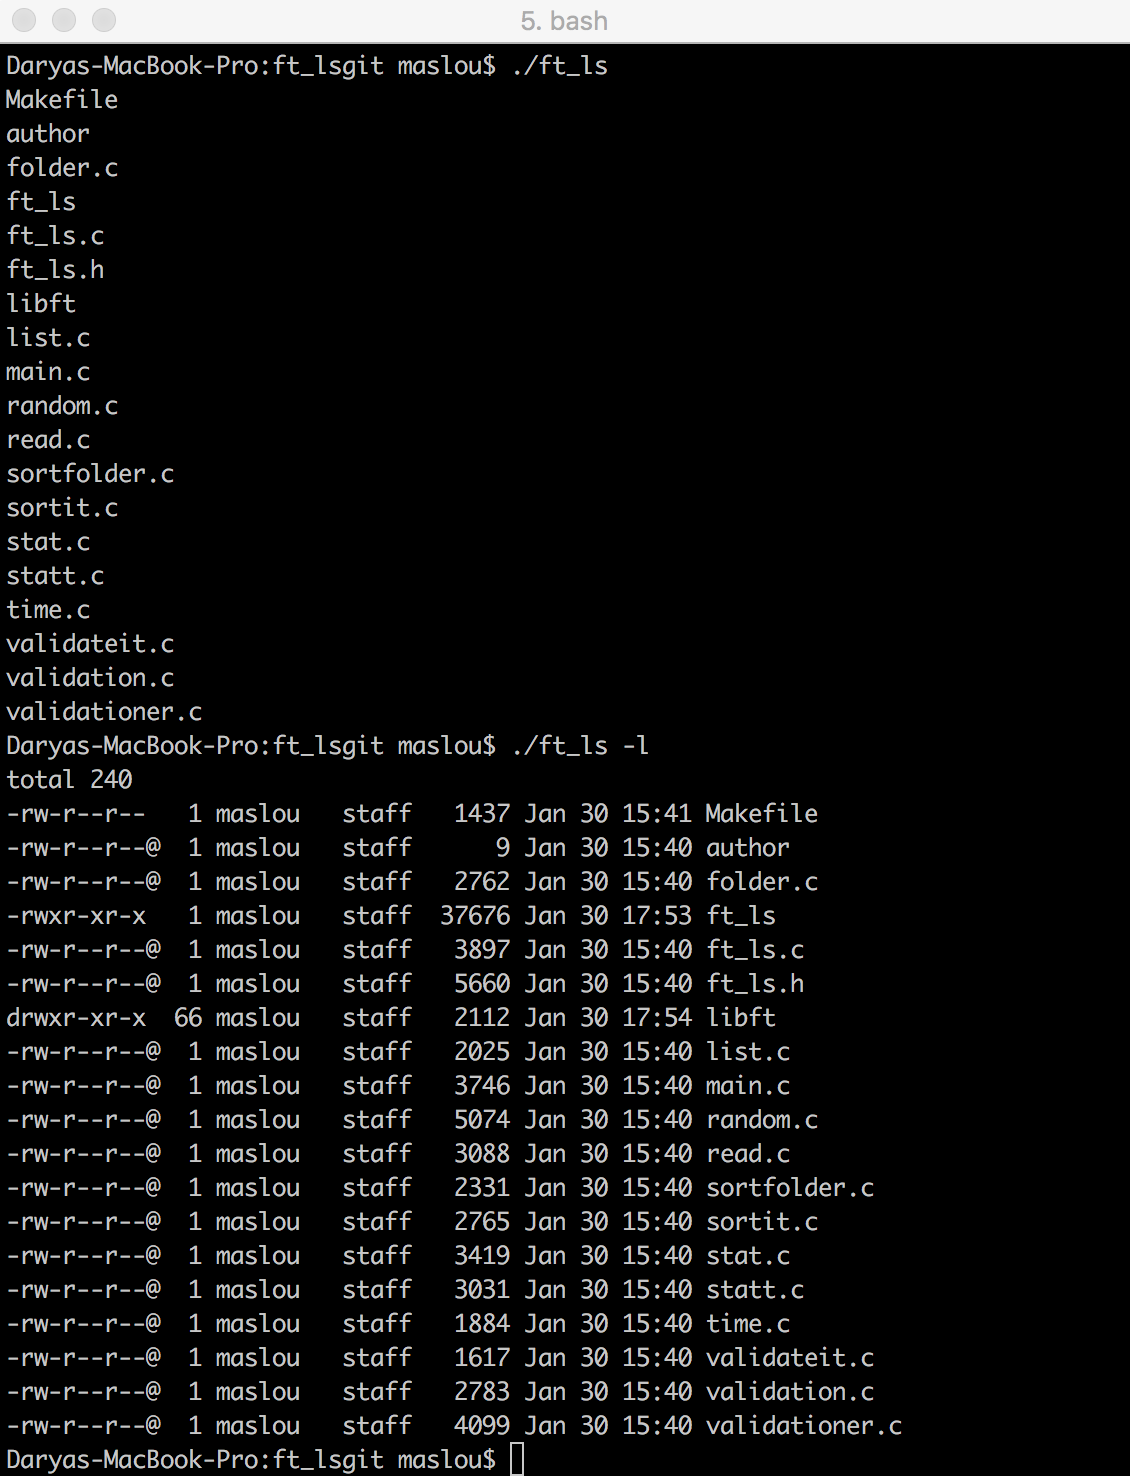 5. bash
Daryas-MacBook-Pro:ft_lsgit maslou$ ./ft_ls
Makefile
author
folder.c
ft_ls
ft_ls.c
ft_ls.h
libft
list.c
main.c
random.c
read.c
sortfolder.c
sortit.c
stat.c
statt.c
time.c
validateit.c
validation.c
validationer.c
Daryas-MacBook-Pro:ft_lsgit maslou$ ./ft_ls -l
total 240
-rw-r--r--   1 maslou   staff   1437 Jan 30 15:41 Makefile
-rw-r--r--@  1 maslou   staff      9 Jan 30 15:40 author
-rw-r--r--@  1 maslou   staff   2762 Jan 30 15:40 folder.c
-rwxr-xr-x   1 maslou   staff  37676 Jan 30 17:53 ft_ls
-rw-r--r--@  1 maslou   staff   3897 Jan 30 15:40 ft_ls.c
-rw-r--r--@  1 maslou   staff   5660 Jan 30 15:40 ft_ls.h
drwxr-xr-x  66 maslou   staff   2112 Jan 30 17:54 libft
-rw-r--r--@  1 maslou   staff   2025 Jan 30 15:40 list.c
-rw-r--r--@  1 maslou   staff   3746 Jan 30 15:40 main.c
-rw-r--r--@  1 maslou   staff   5074 Jan 30 15:40 random.c
-rw-r--r--@  1 maslou   staff   3088 Jan 30 15:40 read.c
-rw-r--r--@  1 maslou   staff   2331 Jan 30 15:40 sortfolder.c
-rw-r--r--@  1 maslou   staff   2765 Jan 30 15:40 sortit.c
-rw-r--r--@  1 maslou   staff   3419 Jan 30 15:40 stat.c
-rw-r--r--@  1 maslou   staff   3031 Jan 30 15:40 statt.c
-rw-r--r--@  1 maslou   staff   1884 Jan 30 15:40 time.c
-rw-r--r--@  1 maslou   staff   1617 Jan 30 15:40 validateit.c
-rw-r--r--@  1 maslou   staff   2783 Jan 30 15:40 validation.c
-rw-r--r--@  1 maslou   staff   4099 Jan 30 15:40 validationer.c
Daryas-MacBook-Pro:ft_lsgit maslou$